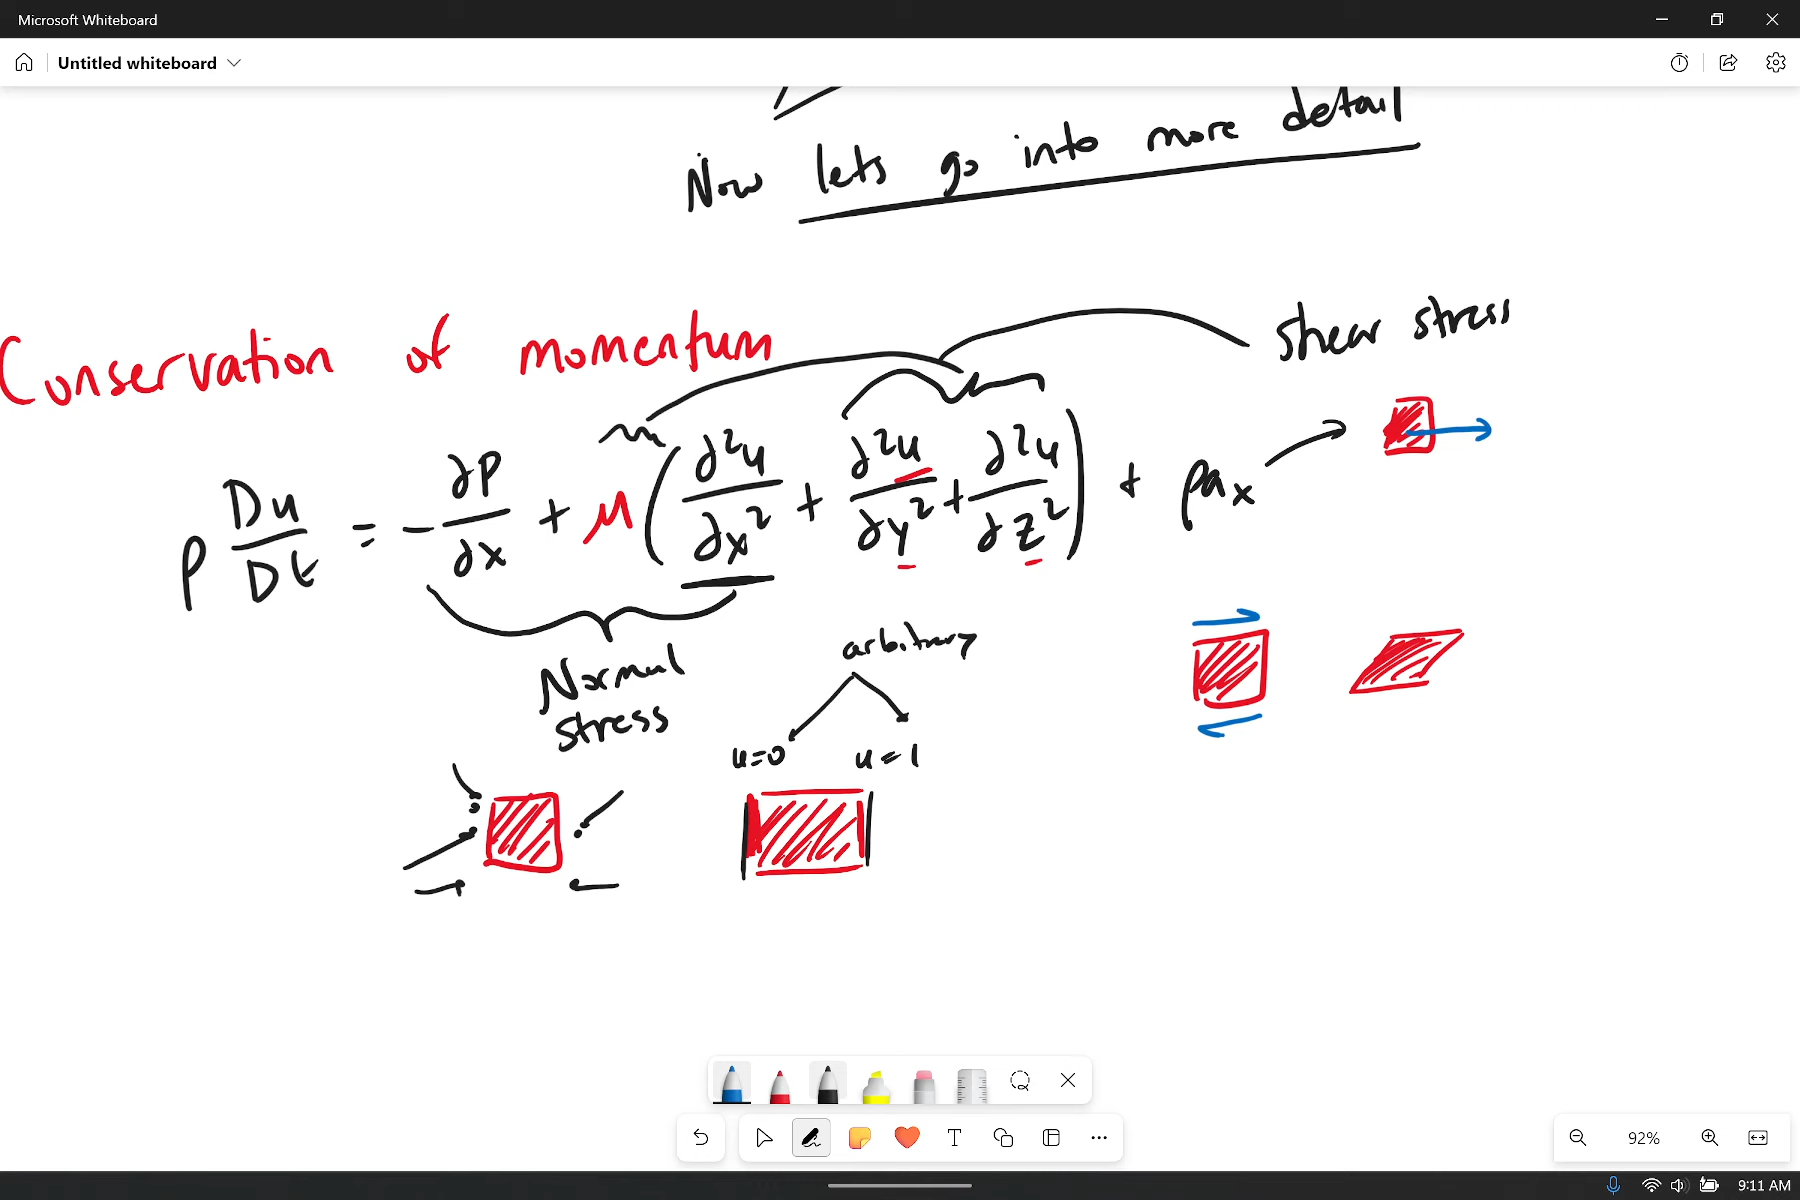 Microsoft Whiteboard
Untitled whiteboard
Now lets go into more detail
Conservation of momentum
shear stress
ρ Du/Dt = - ∂P/∂x + μ(∂²u/∂x² + ∂²u/∂y² + ∂²u/∂z²) + ρa_x
Normal stress
arbitrary
u=0 u=1
92%
9:11 AM